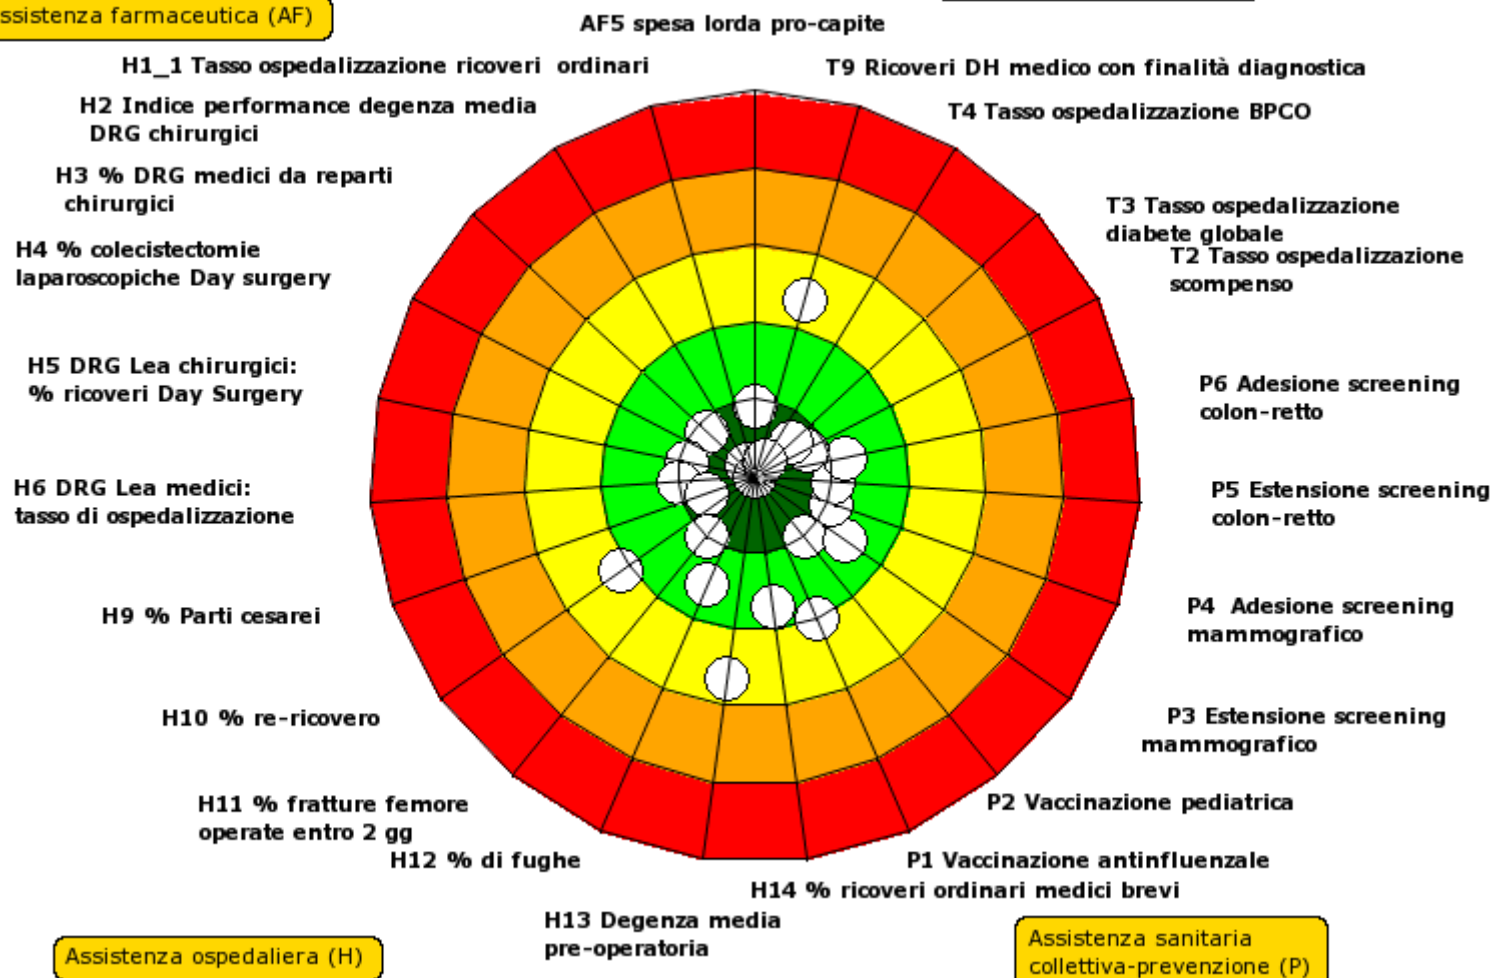 ssistenza farmaceutica (AF)
AF5 spesa lorda pro-capite
H1_1 Tasso ospedalizzazione ricoveri ordinari
T9 Ricoveri DH medico con finalità diagnostica
H2 Indice performance degenza media
DRG chirurgici
T4 Tasso ospedalizzazione BPCO
H3 % DRG medici da reparti
chirurgici
T3 Tasso ospedalizzazione
diabete globale
H4 % colecistectomie
laparoscopiche Day surgery
T2 Tasso ospedalizzazione
scompenso
H5 DRG Lea chirurgici:
% ricoveri Day Surgery
P6 Adesione screening
colon-retto
H6 DRG Lea medici:
tasso di ospedalizzazione
P5 Estensione screening
colon-retto
H9 % Parti cesarei
P4 Adesione screening
mammografico
H10 % re-ricovero
P3 Estensione screening
mammografico
H11 % fratture femore
operate entro 2 gg
P2 Vaccinazione pediatrica
H12 % di fughe
P1 Vaccinazione antinfluenzale
H14 % ricoveri ordinari medici brevi
H13 Degenza media
pre-operatoria
Assistenza ospedaliera (H)
Assistenza sanitaria
collettiva-prevenzione (P)